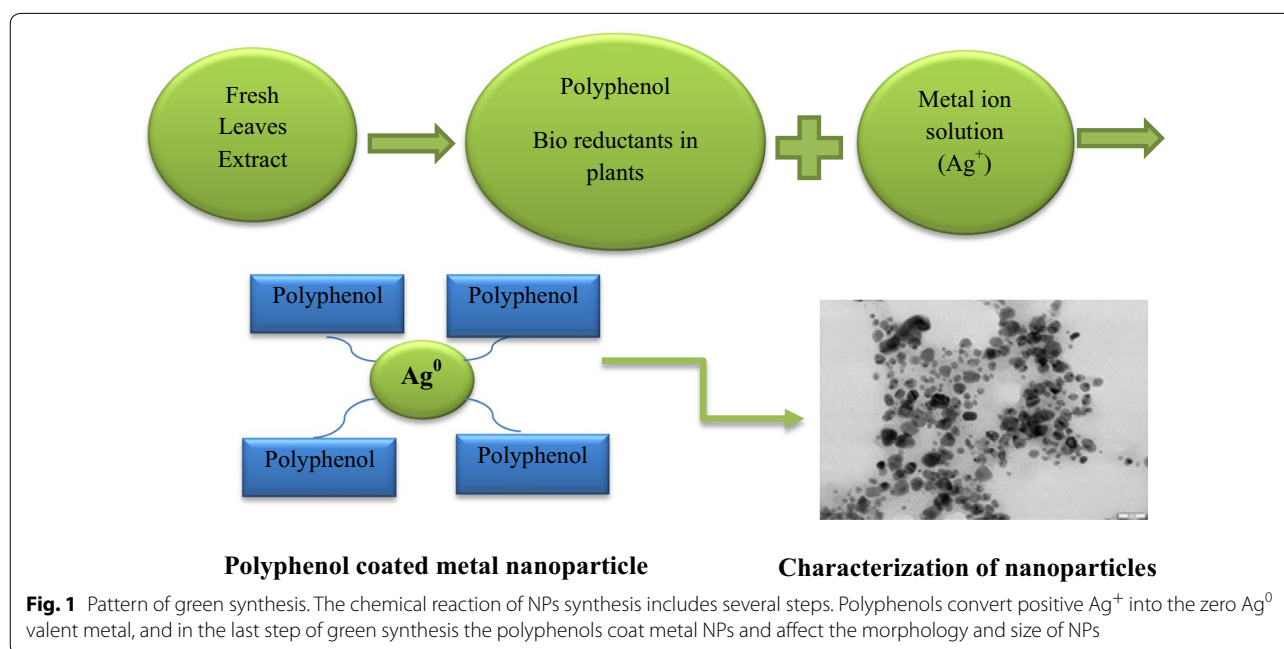 Fresh
Leaves
Extract
Polyphenol
Bio reductants in
plants
Metal ion
solution
(Ag⁺)
Polyphenol
Polyphenol
Ag⁰
Polyphenol
Polyphenol
Polyphenol coated metal nanoparticle
Characterization of nanoparticles
Fig. 1 Pattern of green synthesis. The chemical reaction of NPs synthesis includes several steps. Polyphenols convert positive Ag⁺ into the zero Ag⁰
valent metal, and in the last step of green synthesis the polyphenols coat metal NPs and affect the morphology and size of NPs